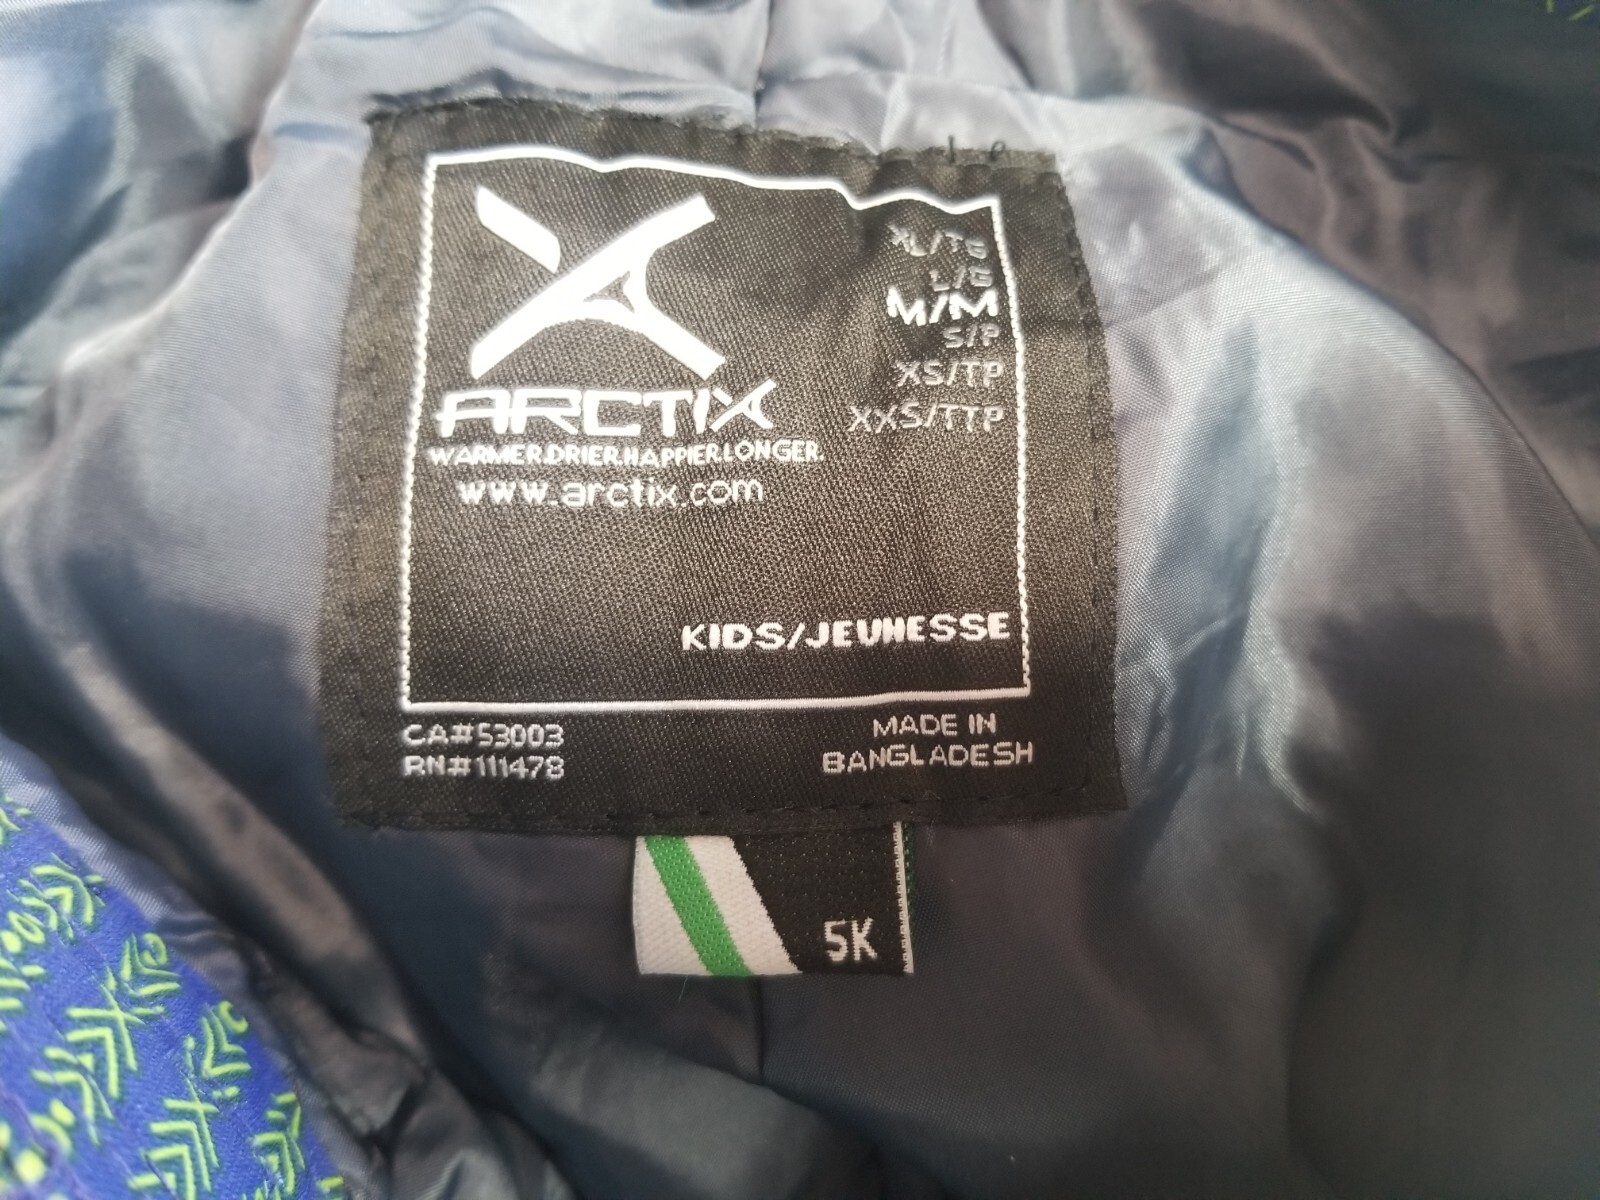 XL/TG
L/G
M/M
S/P
XS/TP
XXS/TTP
ARCTIX
WARMER.DRIER.HAPPIER.LONGER.
www.arctix.com
KIDS/JEUNESSE
CA#53003
RN#111478
MADE IN
BANGLADESH
5K